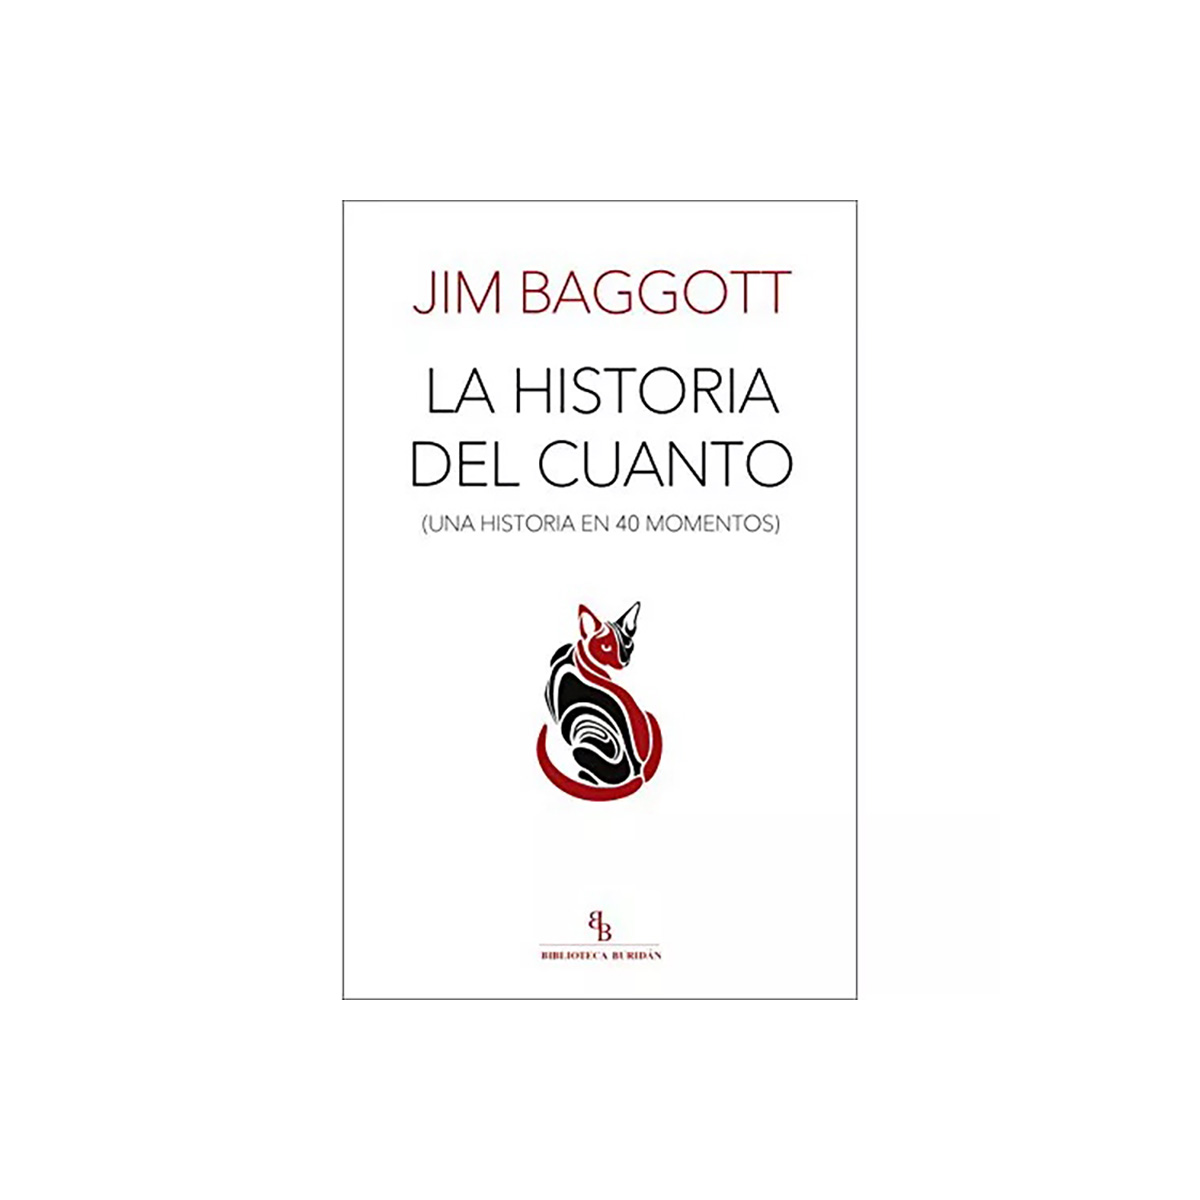 JIM BAGGOTT
LA HISTORIA
DEL CUANTO
(UNA HISTORIA EN 40 MOMENTOS)
BB
BIBLIOTECA BURIDÁN